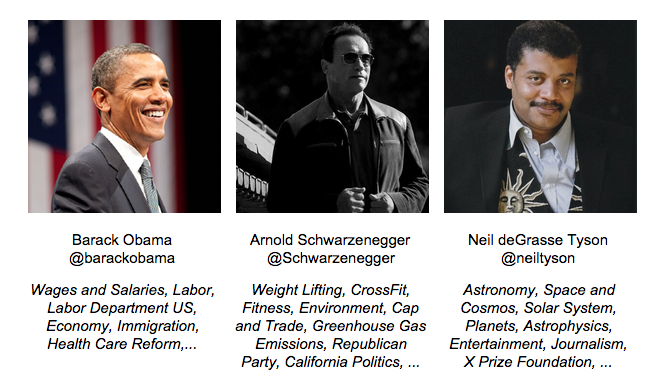 Barack Obama
@barackobama
Wages and Salaries, Labor,
Labor Department US,
Economy, Immigration,
Health Care Reform,...
Arnold Schwarzenegger
@Schwarzenegger
Weight Lifting, CrossFit,
Fitness, Environment, Cap
and Trade, Greenhouse Gas
Emissions, Republican
Party, California Politics, ...
Neil deGrasse Tyson
@neiltyson
Astronomy, Space and
Cosmos, Solar System,
Planets, Astrophysics,
Entertainment, Journalism,
X Prize Foundation, ...